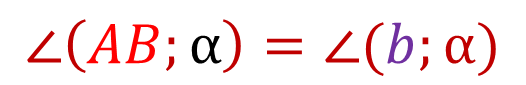 ∠(AB; α) = ∠(b; α)